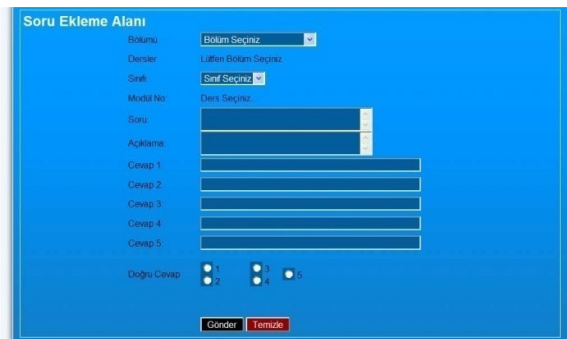 Soru Ekleme Alanı
Bölümü Bölüm Seçiniz
Dersler Lütfen Bölüm Seçiniz
Sınıfı: Sınıf Seçiniz
Modül No: Ders Seçiniz.
Soru:
Açıklama:
Cevap 1:
Cevap 2:
Cevap 3:
Cevap 4:
Cevap 5:
Doğru Cevap 1 3 5
2 4
Gönder Temizle